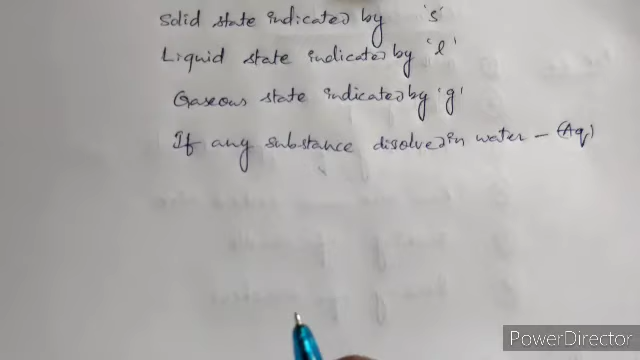 Solid state indicated by 's'
Liquid state indicated by 'l'
Gaseous state indicated by 'g'
If any substance disolved in water - (Aq)
PowerDirector